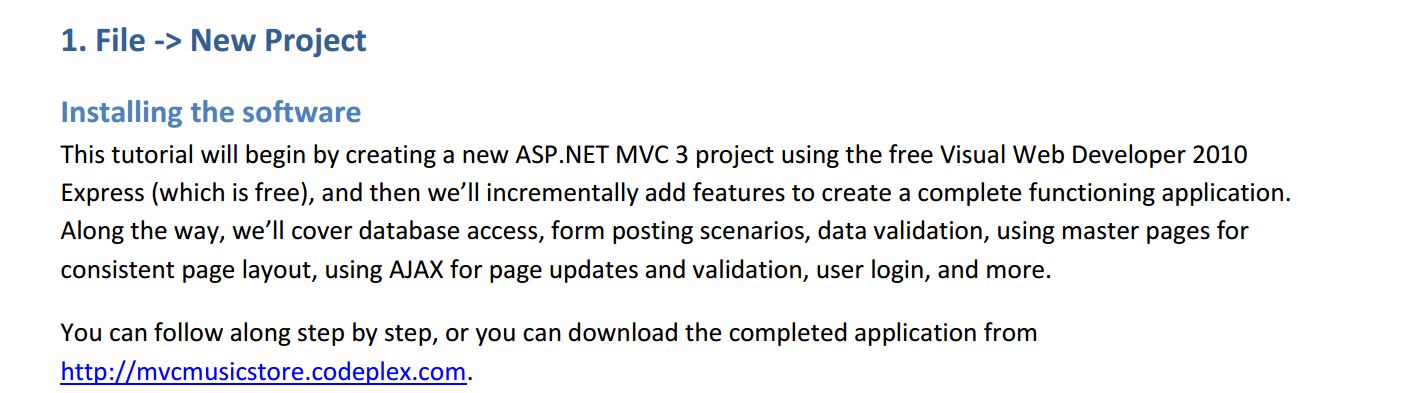 1. File -> New Project
Installing the software
This tutorial will begin by creating a new ASP.NET MVC 3 project using the free Visual Web Developer 2010
Express (which is free), and then we’ll incrementally add features to create a complete functioning application.
Along the way, we’ll cover database access, form posting scenarios, data validation, using master pages for
consistent page layout, using AJAX for page updates and validation, user login, and more.
You can follow along step by step, or you can download the completed application from
http://mvcmusicstore.codeplex.com.